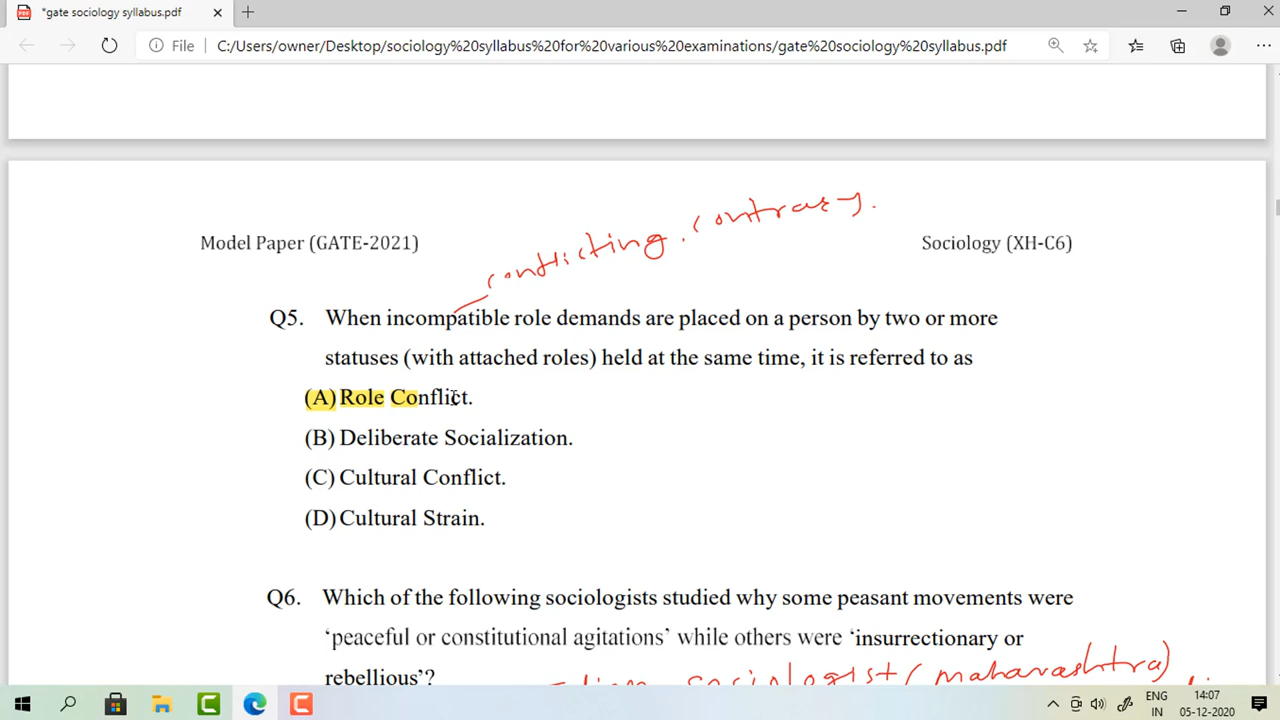 *gate sociology syllabus.pdf
File C:/Users/owner/Desktop/sociology%20syllabus%20for%20various%20examinations/gate%20sociology%20syllabus.pdf
conflicting. contrary.
Model Paper (GATE-2021) Sociology (XH-C6)
Q5. When incompatible role demands are placed on a person by two or more
statuses (with attached roles) held at the same time, it is referred to as
(A) Role Conflict.
(B) Deliberate Socialization.
(C) Cultural Conflict.
(D) Cultural Strain.
Q6. Which of the following sociologists studied why some peasant movements were
‘peaceful or constitutional agitations’ while others were ‘insurrectionary or
rebellious’?
sociologist (maharashtra)
ENG 14:07
IN 05-12-2020